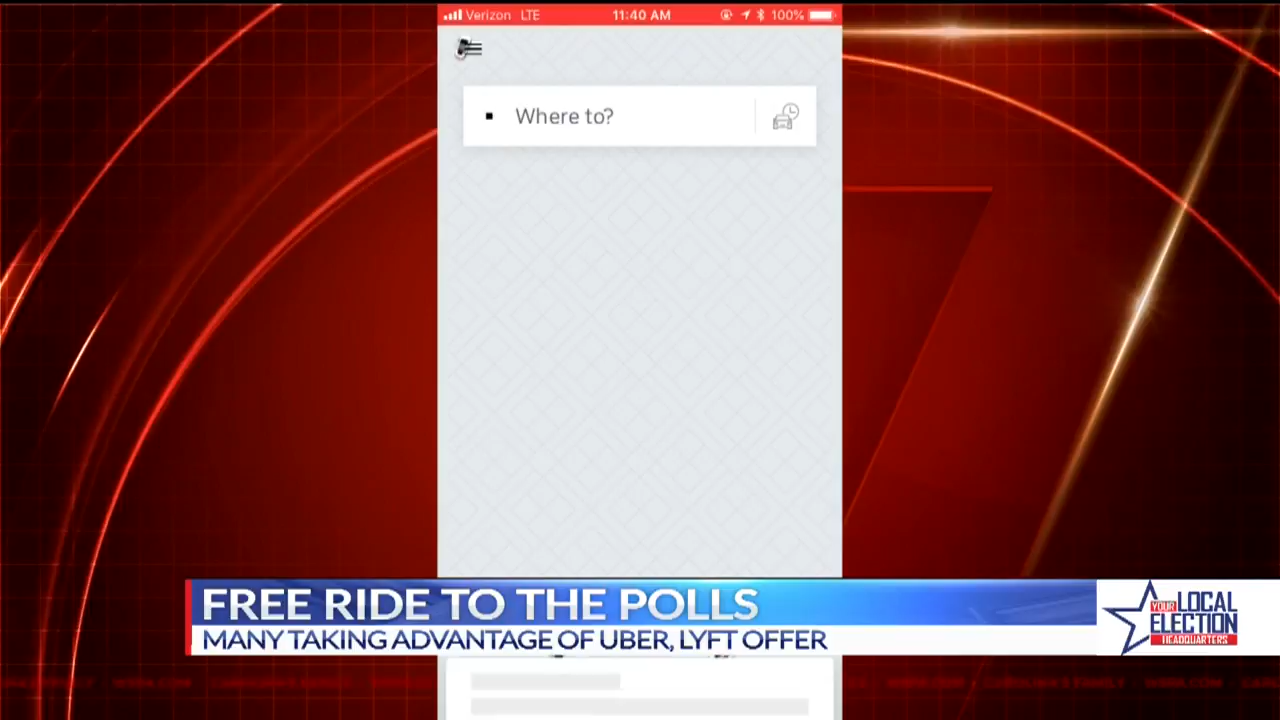 Verizon LTE 11:40 AM 100%
Where to?
FREE RIDE TO THE POLLS
MANY TAKING ADVANTAGE OF UBER, LYFT OFFER
YOUR LOCAL
ELECTION
HEADQUARTERS